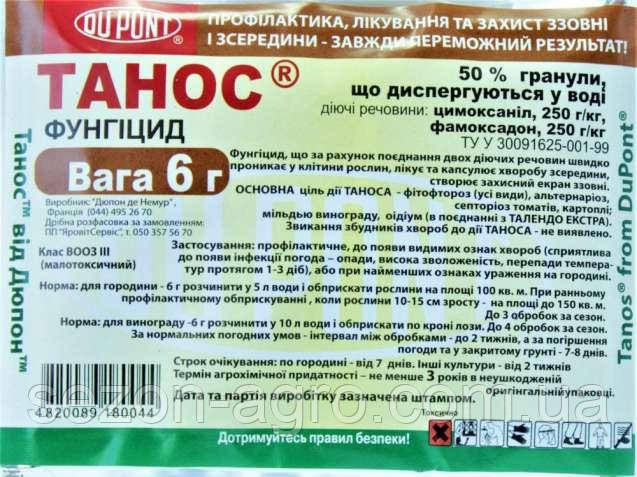 DUPONT
ПРОФІЛАКТИКА, ЛІКУВАННЯ ТА ЗАХИСТ ЗЗОВНІ
І ЗСЕРЕДИНИ - ЗАВЖДИ ПЕРЕМОЖНИЙ РЕЗУЛЬТАТ!
ТАНОС®
ФУНГІЦИД
Вага 6 г
50 % гранули,
що диспергуються у воді
діючі речовини: цимоксаніл, 250 г/кг,
фамоксадон, 250 г/кг
ТУ У 30091625-001-99
Виробник: "Дюпон де Немур",
Франція (044) 495 26 70
Дрібна розфасовка за замовленням:
ПП "ЯровітСервіс", т. 050 357 56 70
Клас ВООЗ III
(малотоксичний)
Фунгіцид, що за рахунок поєднання двох діючих речовин швидко
проникає у клітини рослин, лікує та капсулює хворобу зсередини,
створює захисний екран ззовні.
ОСНОВНА ціль дії ТАНОСА - фітофтороз (усі види), альтернаріоз,
септоріоз томатів, картоплі;
мільдью винограду, оідіум (в поєднанні з ТАЛЕНДО ЕКСТРА).
Звикання збудників хвороб до дії ТАНОСА - не виявлено.
Застосування: профілактичне, до появи видимих ознак хвороб (сприятлива
до появи інфекції погода – опади, висока зволоженість, перепади темпера-
тур протягом 1-3 діб), або при найменших ознаках ураження на городині.
Норма: для городини - 6 г розчинити у 5 л води і обприскати рослини на площі 100 кв. м. При ранньому
профілактичному обприскуванні , коли рослини 10-15 см зросту - на площі до 150 кв. м.
До 3 обробок за сезон.
Норма: для винограду -6 г розчинити у 10 л води і обприскати по кроні лози. До 4 обробок за сезон.
За нормальних погодних умов - інтервал між обробками - до 2 тижнів, а за погіршення
погоди та у закритому ґрунті - 7-8 днів.
Строк очікування: по городині - від 7 днів. Інші культури - від 2 тижнів
Термін агрохімічної придатності – не менше 3 років в неушкодженій
оригінальній упаковці.
Дата та партія виробітку зазначена штампом.
Токсично
4820089 180044
Дотримуйтесь правил безпеки!
Танос™ від Дюпон™
Tanos® from DuPont®
sezon-agro.com.ua